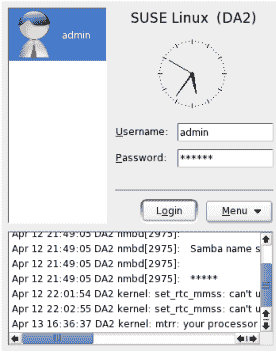 SUSE Linux (DA2)
admin
Username: admin
Password: ******
Login Menu
Apr 12 21:49:05 DA2 nmbd[2975]:
Apr 12 21:49:05 DA2 nmbd[2975]: Samba name s
Apr 12 21:49:05 DA2 nmbd[2975]:
Apr 12 21:49:05 DA2 nmbd[2975]: *****
Apr 12 22:01:54 DA2 kernel: set_rtc_mmss: can't u
Apr 12 22:02:55 DA2 kernel: set_rtc_mmss: can't u
Apr 13 16:36:37 DA2 kernel: mtrr: your processor